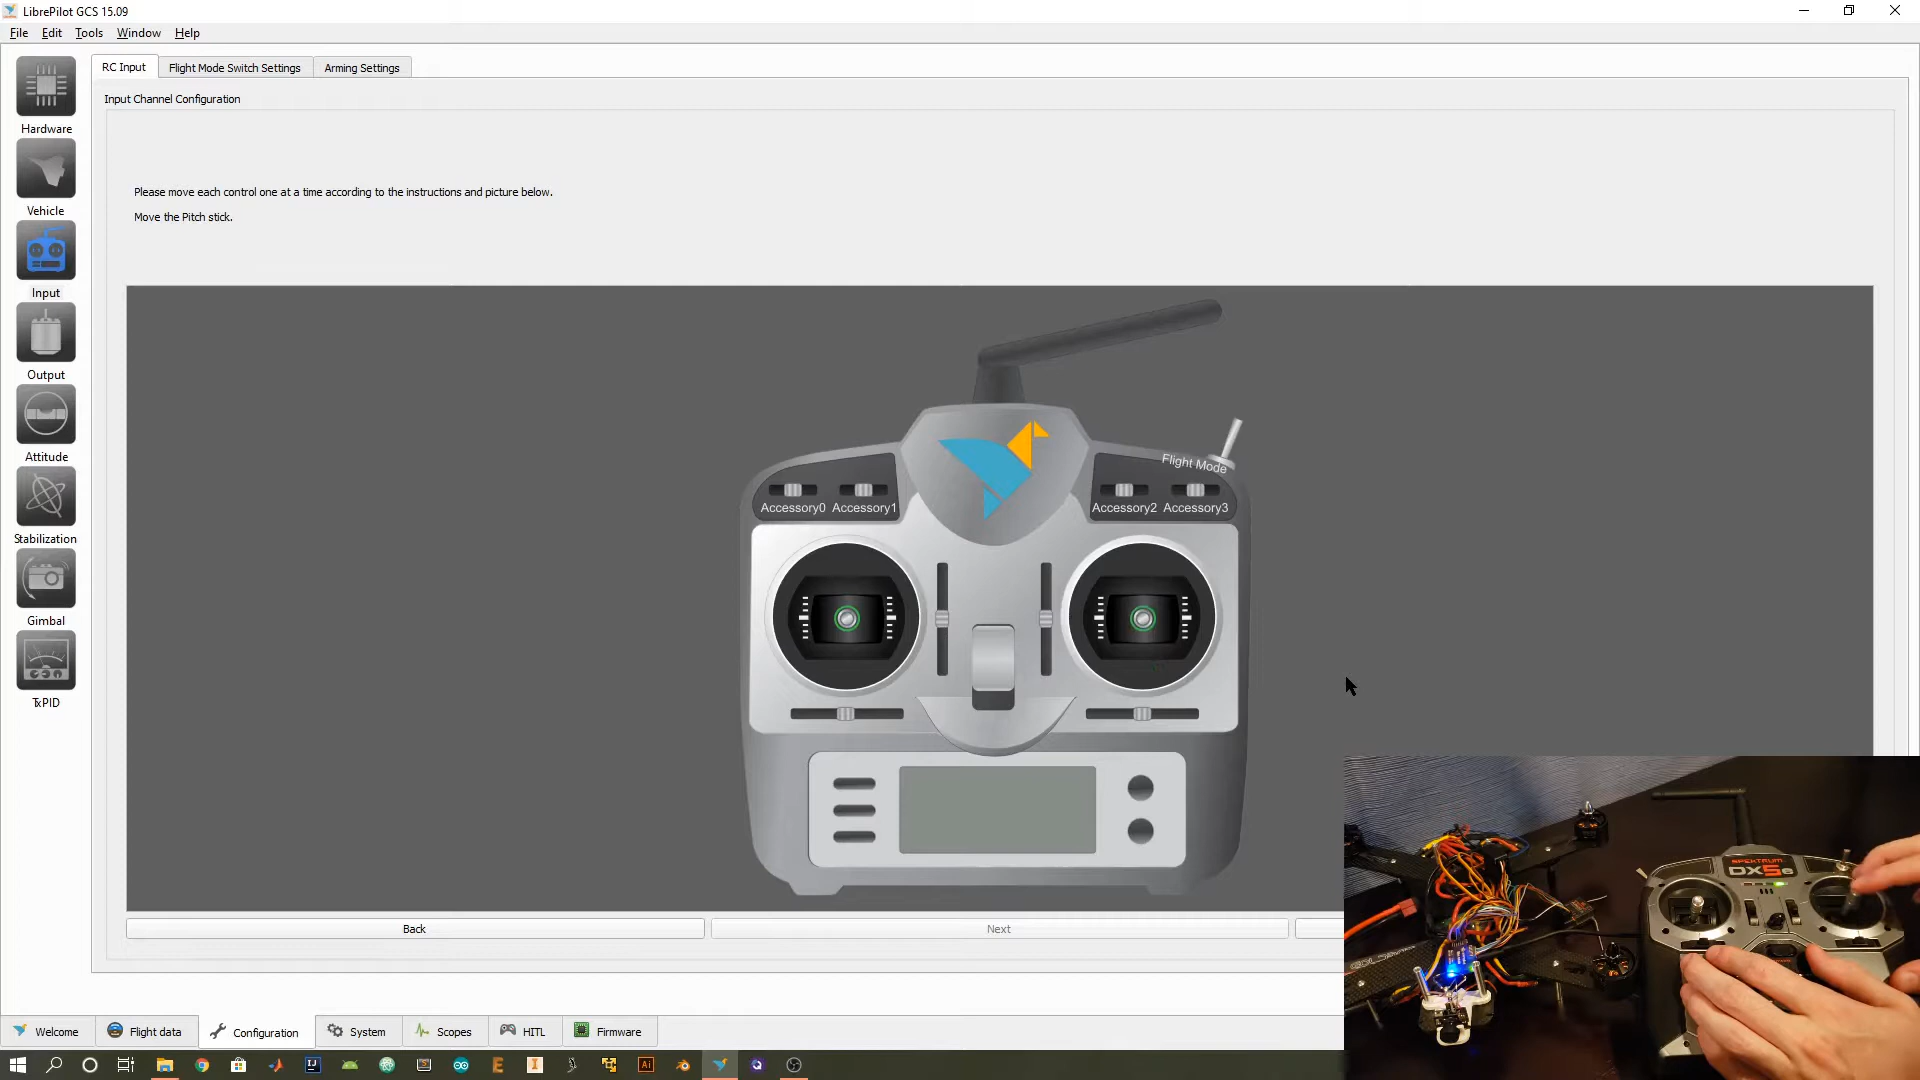 LibrePilot GCS 15.09
File Edit Tools Window Help
RC Input Flight Mode Switch Settings Arming Settings
Input Channel Configuration
Hardware
Vehicle
Input
Output
Attitude
Stabilization
Gimbal
TxPID
Please move each control one at a time according to the instructions and picture below.
Move the Pitch stick.
Flight Mode
Accessory0 Accessory1 Accessory2 Accessory3
Back Next
SPEKTRUM
DX5e
Welcome Flight data Configuration System Scopes HITL Firmware